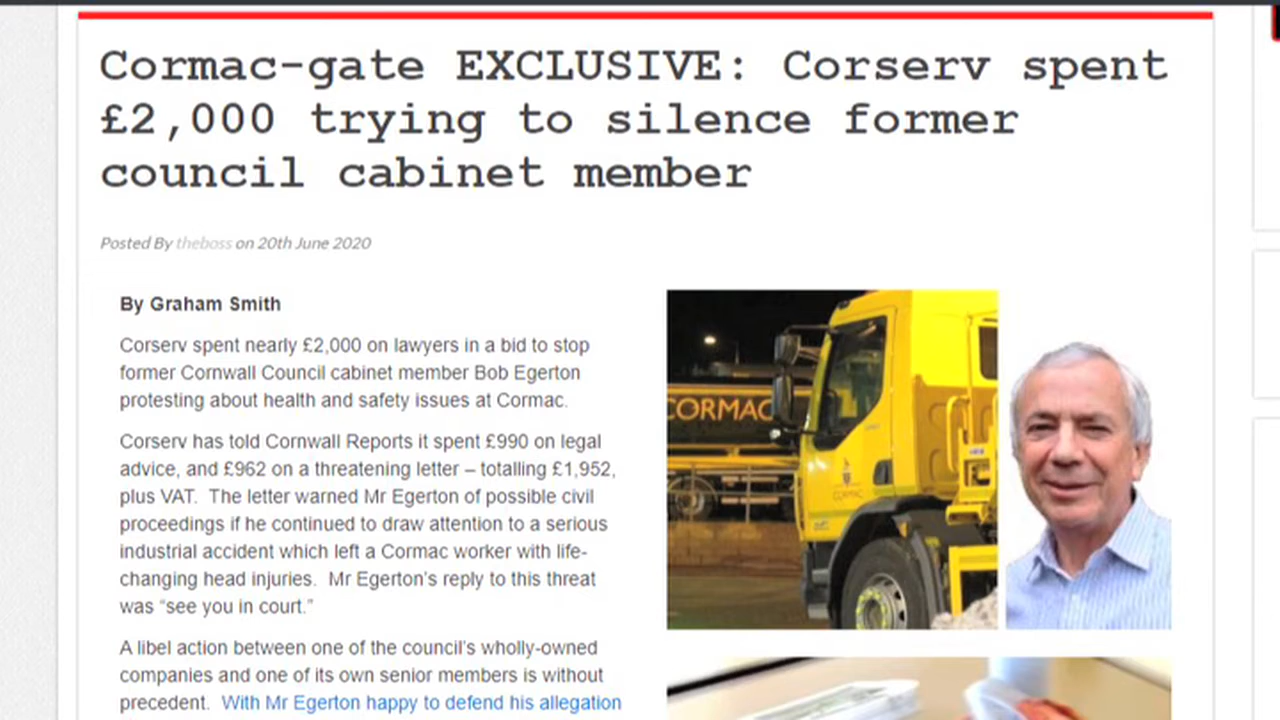 Cormac-gate EXCLUSIVE: Corserv spent
£2,000 trying to silence former
council cabinet member
Posted By theboss on 20th June 2020
By Graham Smith
Corserv spent nearly £2,000 on lawyers in a bid to stop
former Cornwall Council cabinet member Bob Egerton
protesting about health and safety issues at Cormac.
Corserv has told Cornwall Reports it spent £990 on legal
advice, and £962 on a threatening letter – totalling £1,952,
plus VAT.  The letter warned Mr Egerton of possible civil
proceedings if he continued to draw attention to a serious
industrial accident which left a Cormac worker with life-
changing head injuries.  Mr Egerton's reply to this threat
was “see you in court.”
A libel action between one of the council's wholly-owned
companies and one of its own senior members is without
precedent.  With Mr Egerton happy to defend his allegation
CORMAC
CORMAC